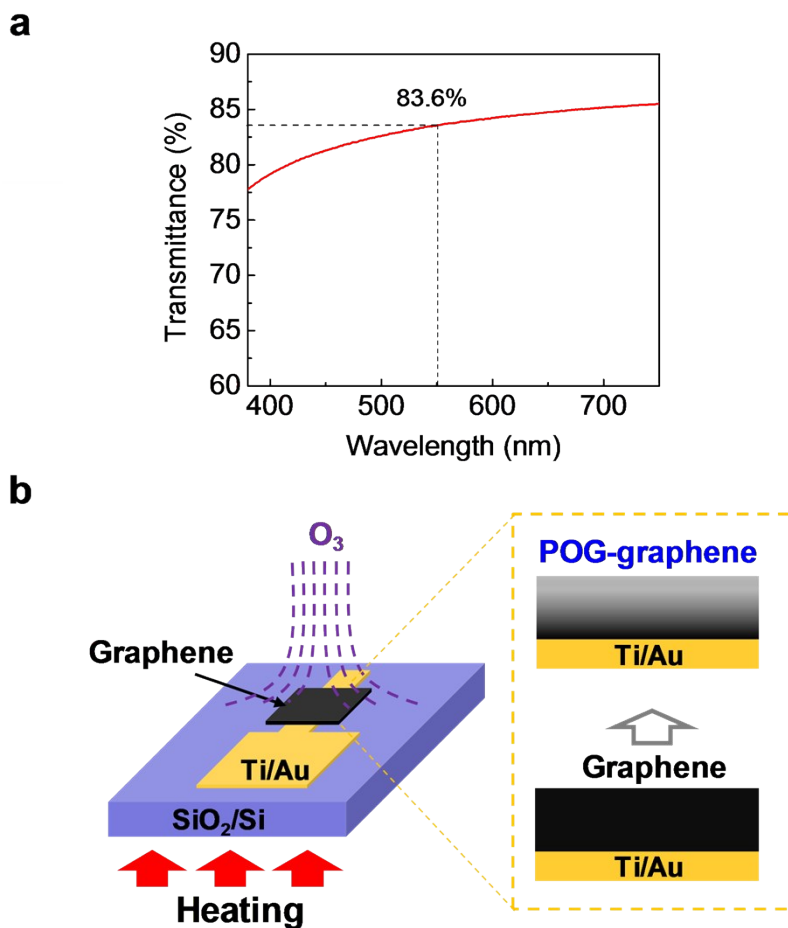 a
90
85
80
75
70
65
60
Transmittance (%)
83.6%
400 500 600 700
Wavelength (nm)
b
O₃
Graphene
Ti/Au
SiO₂/Si
Heating
POG-graphene
Ti/Au
Graphene
Ti/Au